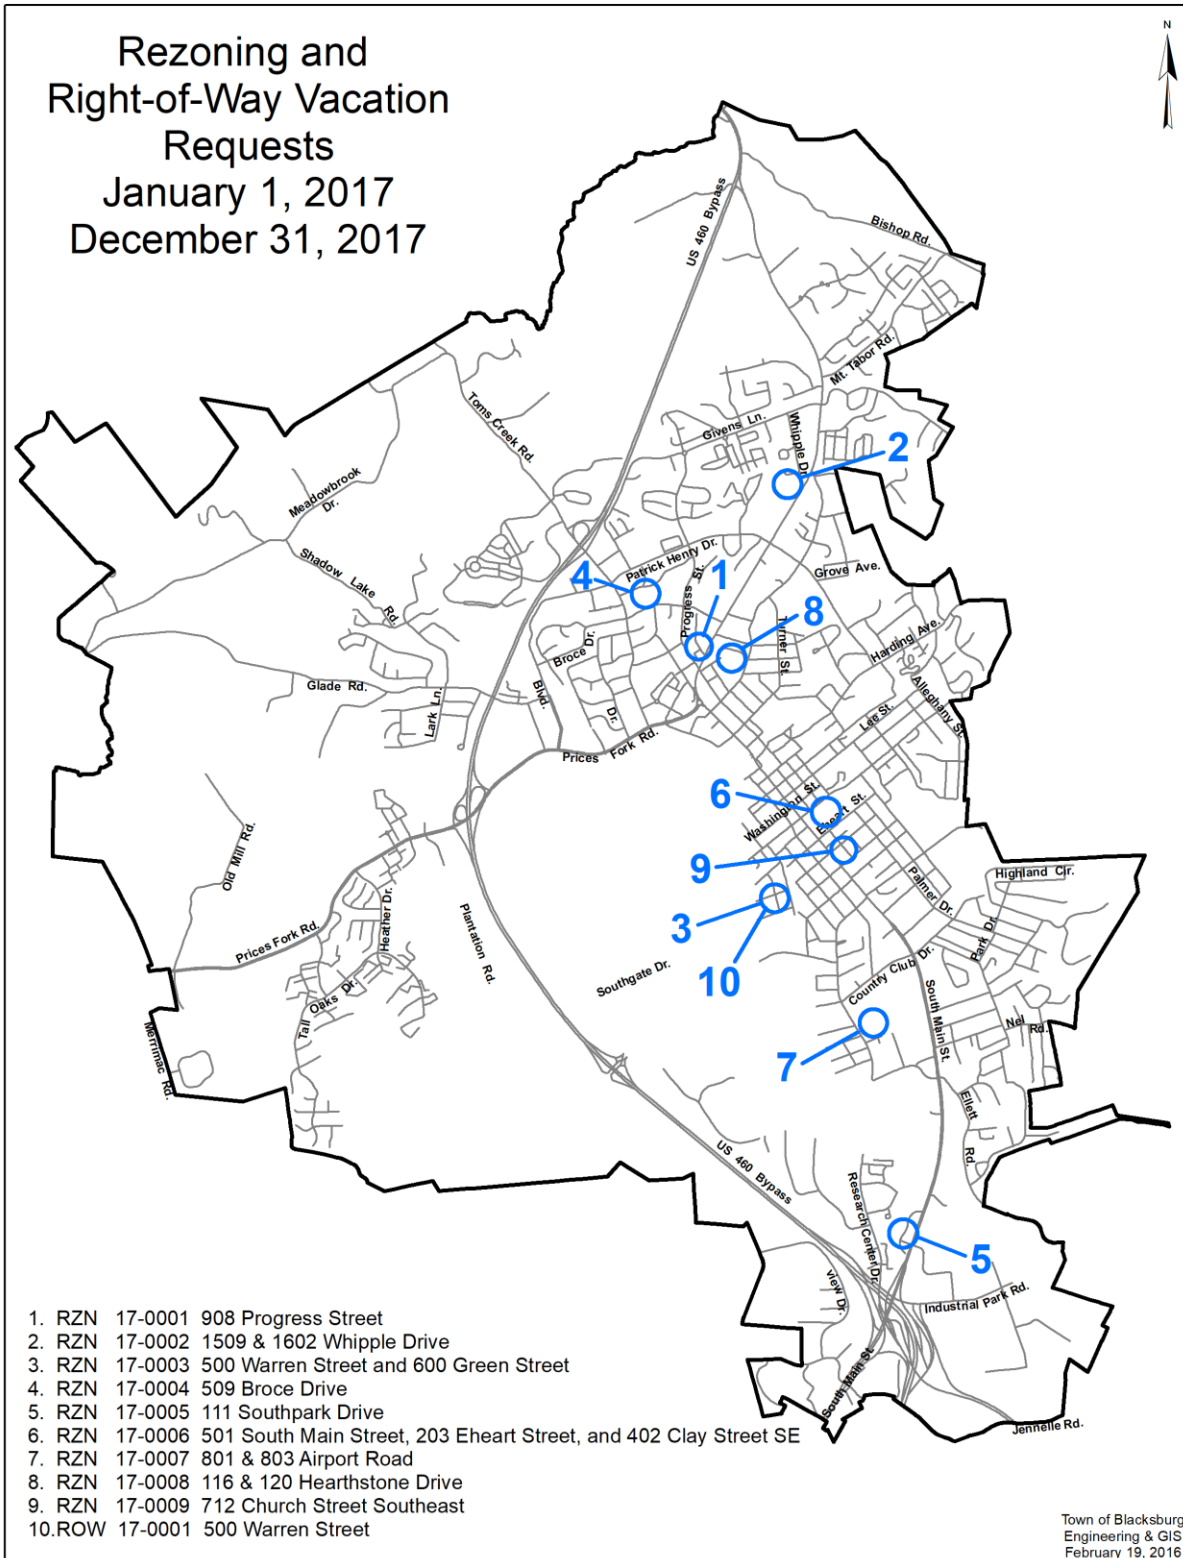 Rezoning and
Right-of-Way Vacation
Requests
January 1, 2017
December 31, 2017
N
US 460 Bypass
Bishop Rd.
Mt. Tabor Rd.
Toms Creek Rd.
Givens Ln.
Whipple Dr.
2
Meadowbrook
Dr.
Shadow Lake Rd.
Patrick Henry Dr.
Grove Ave.
4
1
8
Progress St.
Turner St.
Harding Ave.
Broce Dr.
Glade Rd.
Lark Ln.
Blvd.
Dr.
Alleghany St.
Lee St.
Prices Fork Rd.
6
Washington St.
Eheart St.
9
Old Mill Rd.
Palmer Dr.
Highland Cir.
Heather Dr.
3
10
Park Dr.
Prices Fork Rd.
Plantation Rd.
Southgate Dr.
Country Club Dr.
South Main St.
Tall Oaks Dr.
Merrimac Rd.
Nel Rd.
7
Ellett Rd.
US 460 Bypass
Research Center Dr.
5
view Dr.
Industrial Park Rd.
South Main St.
Jennelle Rd.
1. RZN 17-0001 908 Progress Street
2. RZN 17-0002 1509 & 1602 Whipple Drive
3. RZN 17-0003 500 Warren Street and 600 Green Street
4. RZN 17-0004 509 Broce Drive
5. RZN 17-0005 111 Southpark Drive
6. RZN 17-0006 501 South Main Street, 203 Eheart Street, and 402 Clay Street SE
7. RZN 17-0007 801 & 803 Airport Road
8. RZN 17-0008 116 & 120 Hearthstone Drive
9. RZN 17-0009 712 Church Street Southeast
10.ROW 17-0001 500 Warren Street
Town of Blacksburg
Engineering & GIS
February 19, 2016